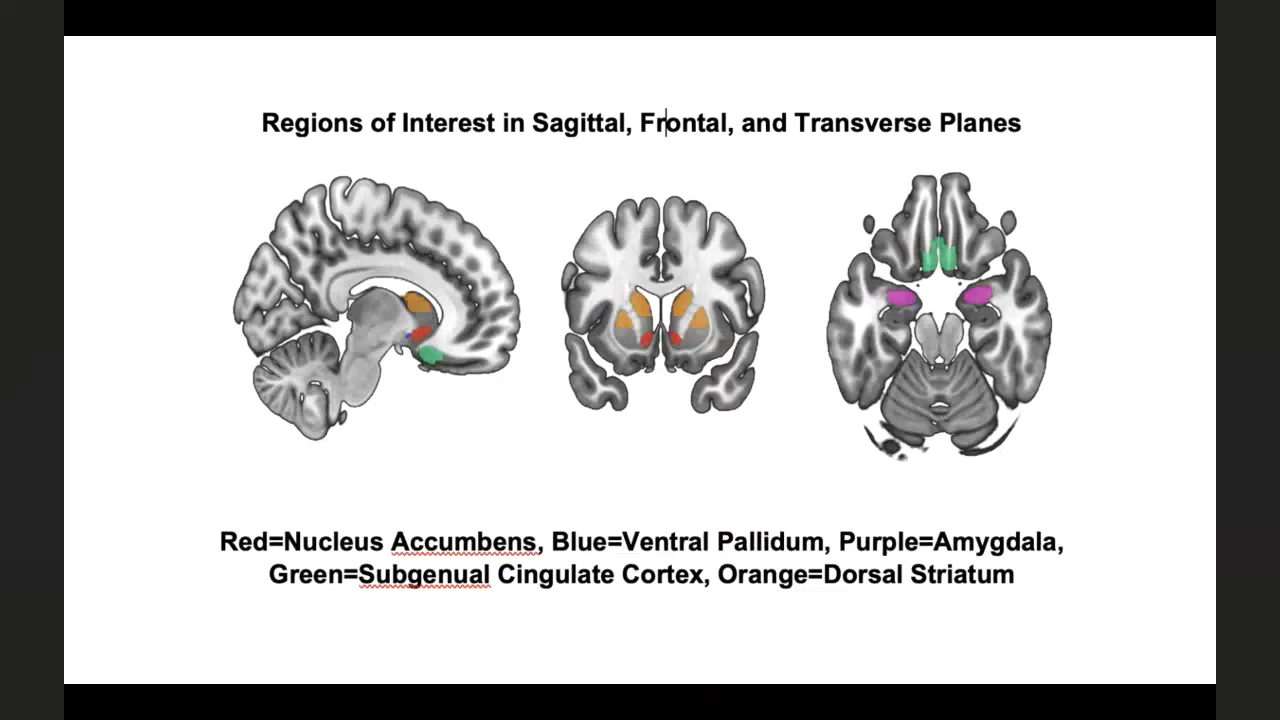 Regions of Interest in Sagittal, Frontal, and Transverse Planes
Red=Nucleus Accumbens, Blue=Ventral Pallidum, Purple=Amygdala,
Green=Subgenual Cingulate Cortex, Orange=Dorsal Striatum